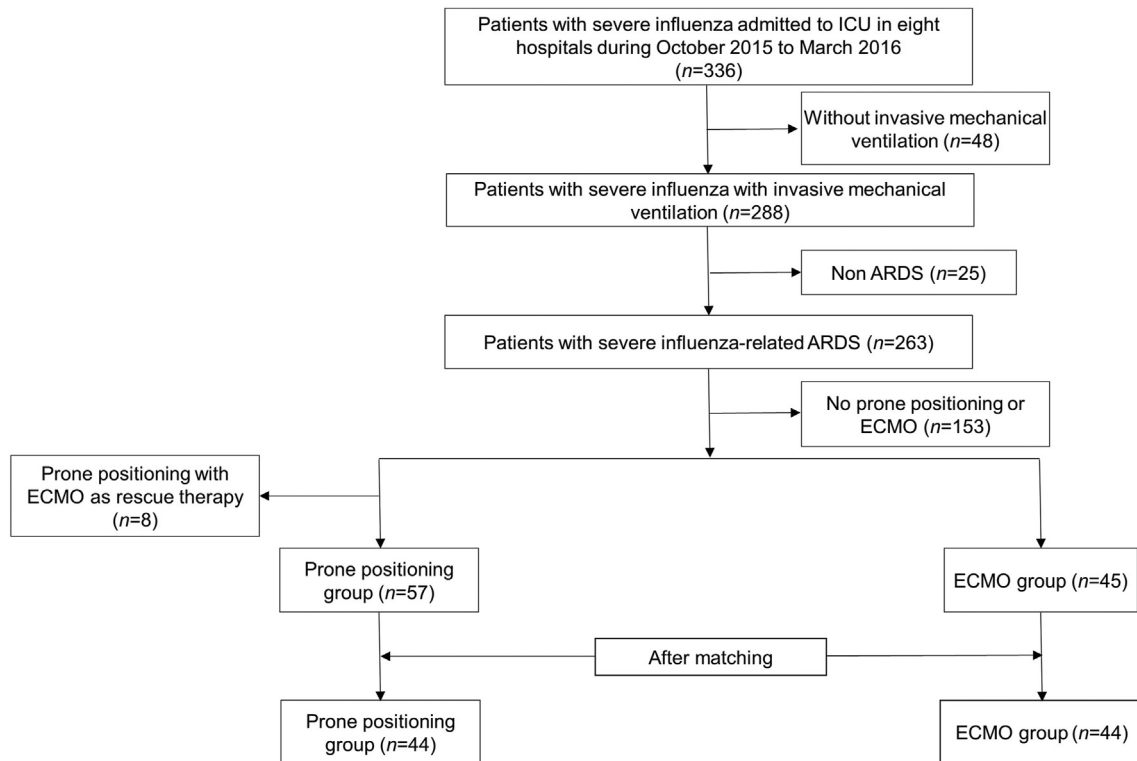 Patients with severe influenza admitted to ICU in eight
hospitals during October 2015 to March 2016
(n=336)
Without invasive mechanical
ventilation (n=48)
Patients with severe influenza with invasive mechanical
ventilation (n=288)
Non ARDS (n=25)
Patients with severe influenza-related ARDS (n=263)
No prone positioning or
ECMO (n=153)
Prone positioning with
ECMO as rescue therapy
(n=8)
Prone positioning
group (n=57)
ECMO group (n=45)
After matching
Prone positioning
group (n=44)
ECMO group (n=44)